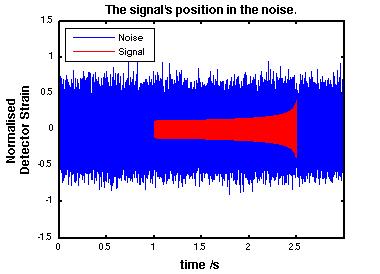 The signal's position in the noise.
1.5
Noise
Signal
1
0.5
0
-0.5
-1
-1.5
Normalised
Detector Strain
0 0.5 1 1.5 2 2.5
time /s